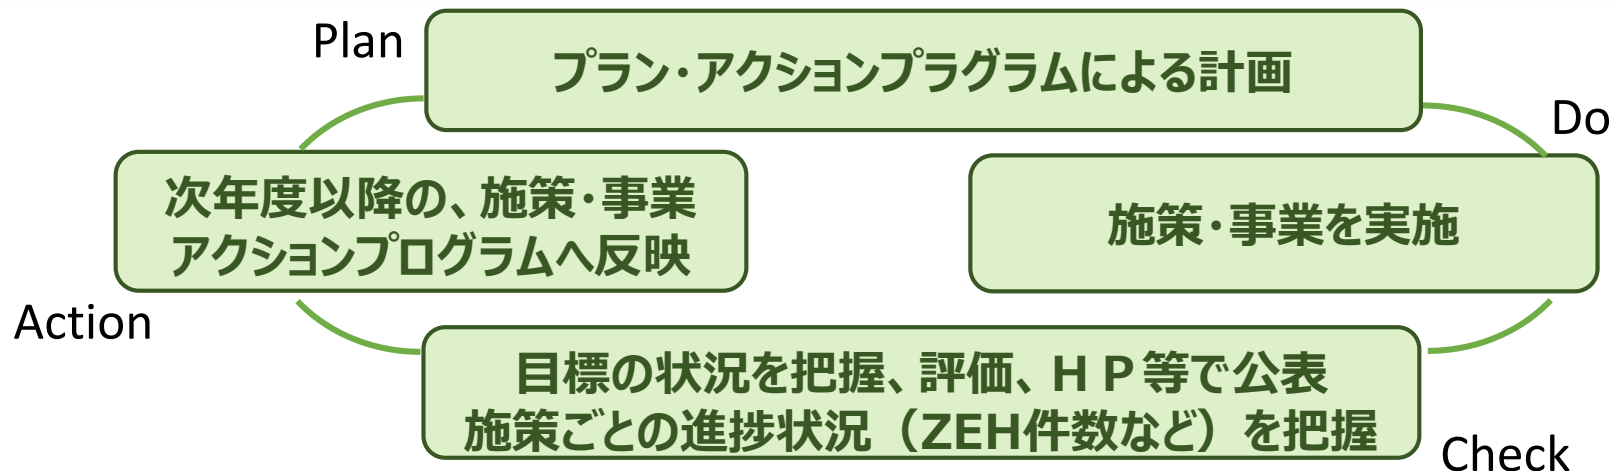 Plan
プラン・アクションプラグラムによる計画
Do
次年度以降の、施策・事業
アクションプログラムへ反映
施策・事業を実施
Action
目標の状況を把握、評価、ＨＰ等で公表
施策ごとの進捗状況（ZEH件数など）を把握
Check